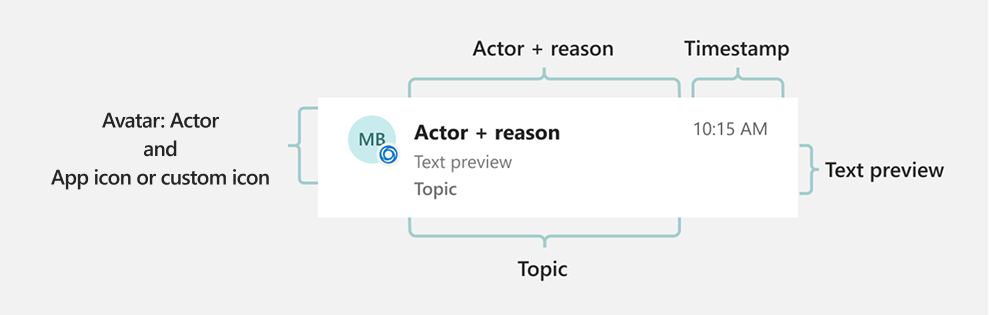 Actor + reason
Timestamp
Avatar: Actor
and
App icon or custom icon
MB
Actor + reason
10:15 AM
Text preview
Topic
Text preview
Topic